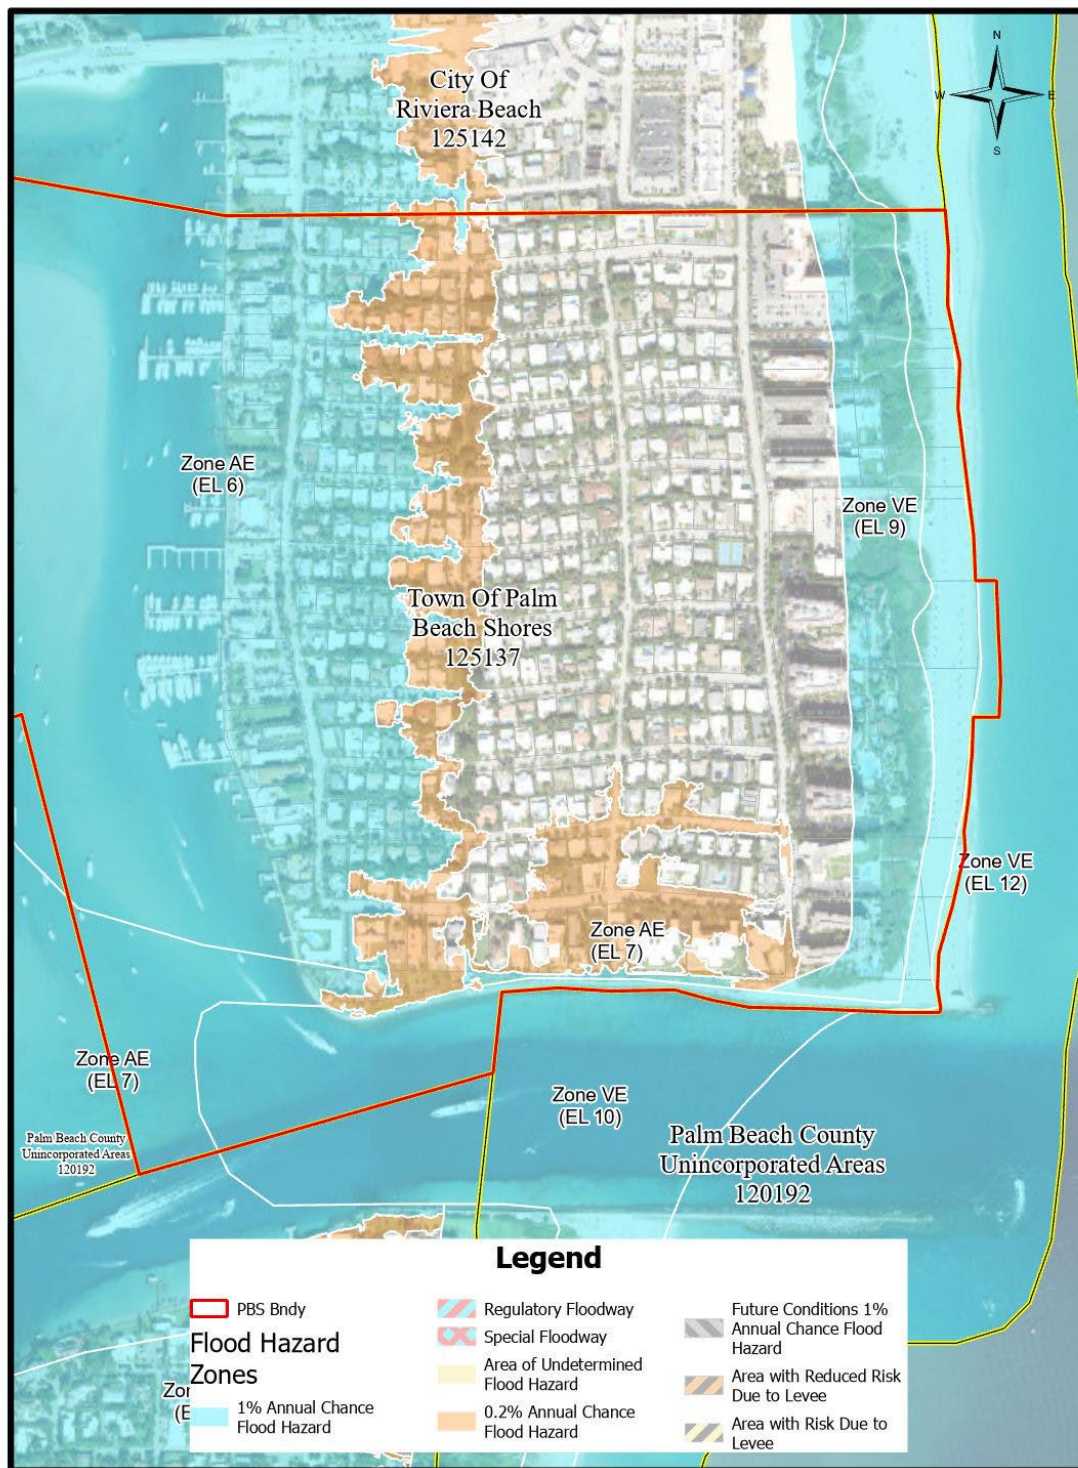 N
W E
S
City Of
Riviera Beach
125142
Zone AE
(EL 6)
Zone VE
(EL 9)
Town Of Palm
Beach Shores
125137
Zone VE
(EL 12)
Zone AE
(EL 7)
Zone AE
(EL 7)
Zone VE
(EL 10)
Palm Beach County
Unincorporated Areas
120192
Palm Beach County
Unincorporated Areas
120192
Legend
PBS Bndy
Flood Hazard
Zones
1% Annual Chance
Flood Hazard
Regulatory Floodway
Special Floodway
Area of Undetermined
Flood Hazard
0.2% Annual Chance
Flood Hazard
Future Conditions 1%
Annual Chance Flood
Hazard
Area with Reduced Risk
Due to Levee
Area with Risk Due to
Levee